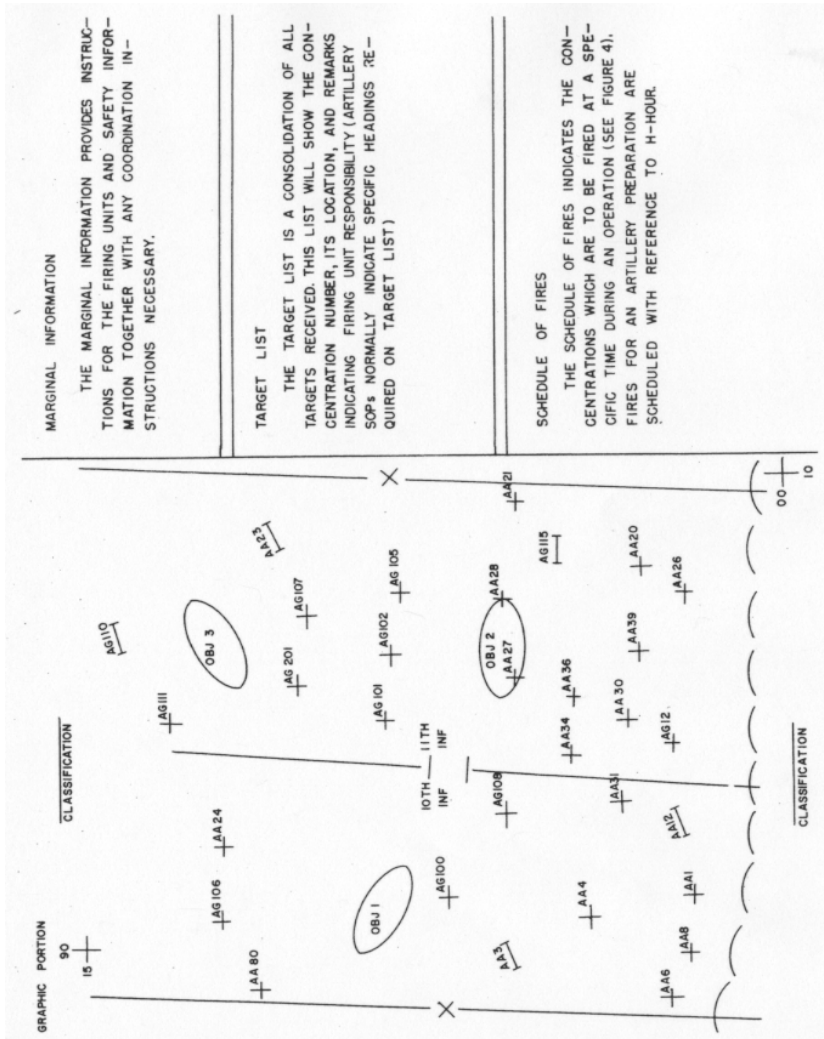 GRAPHIC PORTION
CLASSIFICATION
90
15
AG110
AG111
OBJ 3
AG106
AA24
AA80
AA23
AG201
AG107
OBJ 1
AG101
AG102
AG105
X
10TH
INF
11TH
INF
X
AG100
AA3
AG108
OBJ 2
AA27
AA28
AA21
AG115
AA4
AA34
AA36
AA31
AA30
AA39
AA20
AA6
AA8
AA1
AA12
AG12
AA26
00
10
CLASSIFICATION
MARGINAL INFORMATION
THE MARGINAL INFORMATION PROVIDES INSTRUC-
TIONS FOR THE FIRING UNITS AND SAFETY INFOR-
MATION TOGETHER WITH ANY COORDINATION IN-
STRUCTIONS NECESSARY.
TARGET LIST
THE TARGET LIST IS A CONSOLIDATION OF ALL
TARGETS RECEIVED. THIS LIST WILL SHOW THE CON-
CENTRATION NUMBER, ITS LOCATION, AND REMARKS
INDICATING FIRING UNIT RESPONSIBILITY (ARTILLERY
SOPs NORMALLY INDICATE SPECIFIC HEADINGS RE-
QUIRED ON TARGET LIST)
SCHEDULE OF FIRES
THE SCHEDULE OF FIRES INDICATES THE CON-
CENTRATIONS WHICH ARE TO BE FIRED AT A SPE-
CIFIC TIME DURING AN OPERATION (SEE FIGURE 4).
FIRES FOR AN ARTILLERY PREPARATION ARE
SCHEDULED WITH REFERENCE TO H-HOUR.